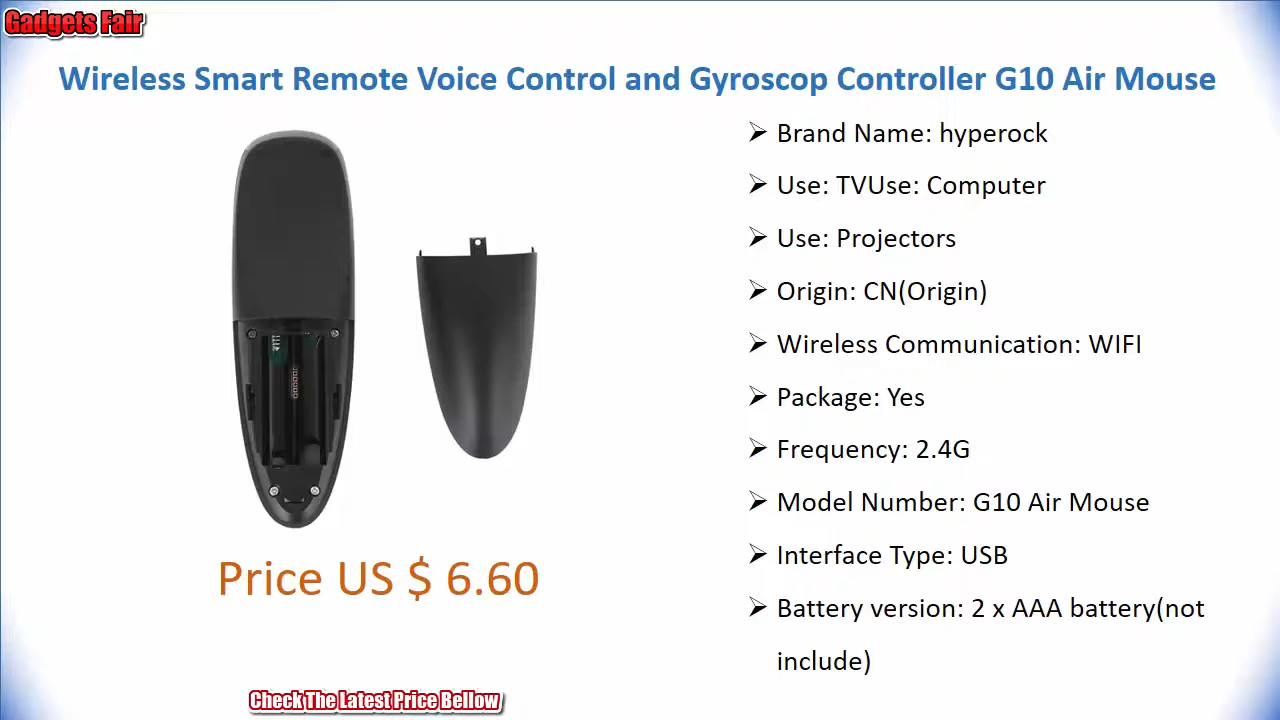 Gadgets Fair
Wireless Smart Remote Voice Control and Gyroscop Controller G10 Air Mouse
Brand Name: hyperock
Use: TVUse: Computer
Use: Projectors
Origin: CN(Origin)
Wireless Communication: WIFI
Package: Yes
Frequency: 2.4G
Model Number: G10 Air Mouse
Interface Type: USB
Battery version: 2 x AAA battery(not
include)
Price US $ 6.60
Check The Latest Price Bellow